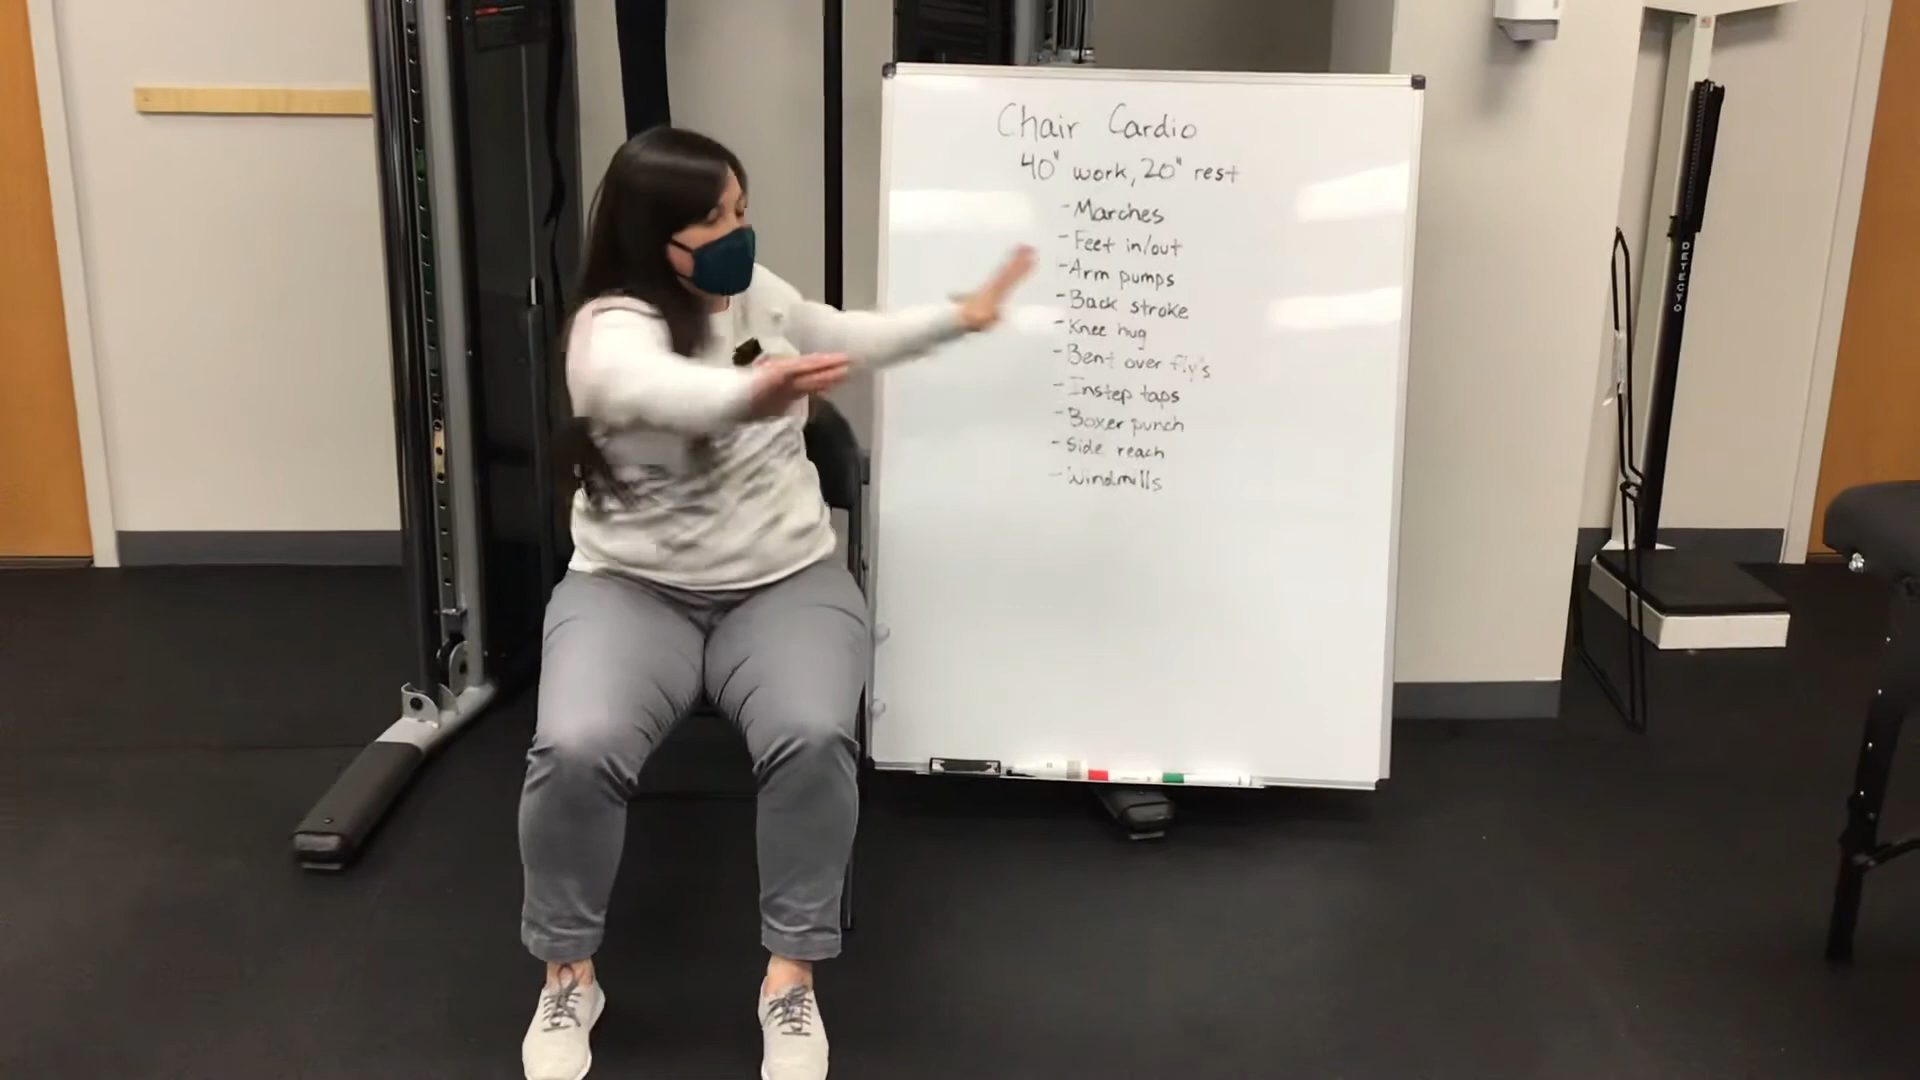 Chair Cardio
40" work, 20" rest
- Marches
- Feet in/out
- Arm pumps
- Back stroke
- Knee hug
- Bent over fly's
- Instep taps
- Boxer punch
- Side reach
- Windmills
DETECTO